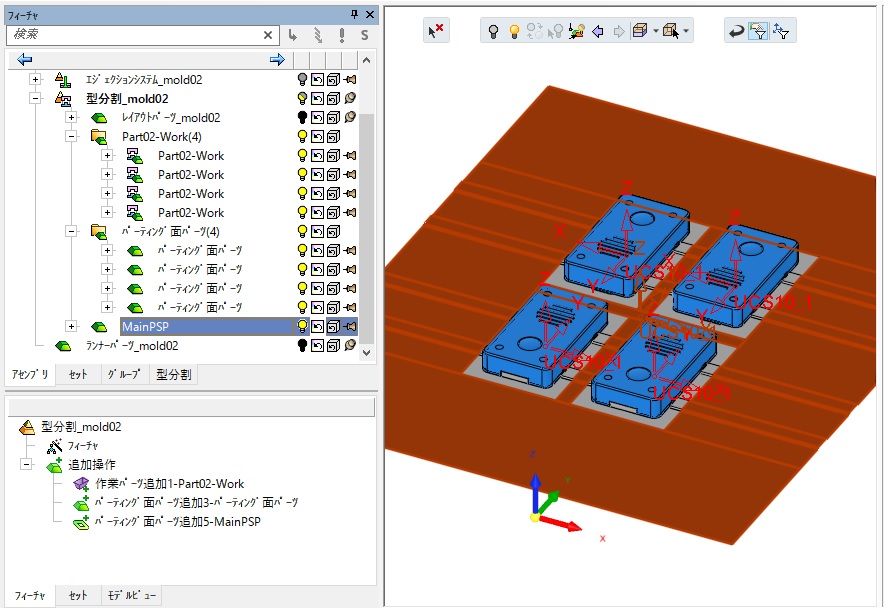 フィーチャ
検索
S
エジェクションシステム_mold02
型分割_mold02
レイアウトパーツ_mold02
Part02-Work(4)
Part02-Work
Part02-Work
Part02-Work
Part02-Work
パーティング面パーツ(4)
パーティング面パーツ
パーティング面パーツ
パーティング面パーツ
パーティング面パーツ
MainPSP
ランナーパーツ_mold02
アセンブリ セット グループ 型分割
型分割_mold02
フィーチャ
追加操作
作業パーツ追加1-Part02-Work
パーティング面パーツ追加3-パーティング面パーツ
パーティング面パーツ追加5-MainPSP
フィーチャ セット モデルビュー
Z
Z
X
Z
Y
UCS10_1
Z
Y
UCS10_1
Z
Y
UCS10_1
UCS10_1
Z
Y
X